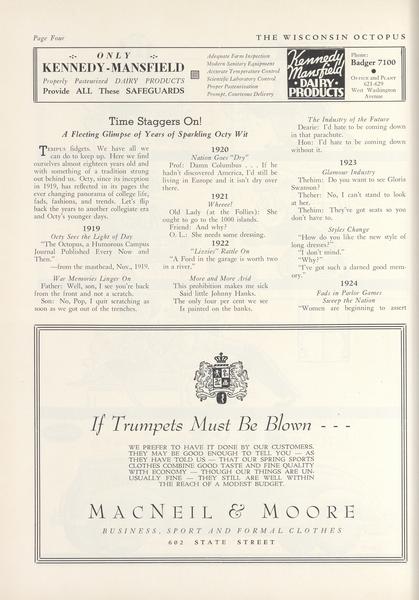 Page Four
THE WISCONSIN OCTOPUS
-:- ONLY -:-
KENNEDY-MANSFIELD
Properly Pasteurized DAIRY PRODUCTS
Provide ALL These SAFEGUARDS
Adequate Farm Inspection
Modern Sanitary Equipment
Accurate Temperature Control
Scientific Laboratory Control
Proper Pasteurization
Prompt, Courteous Delivery
Kennedy
Mansfield
DAIRY
PRODUCTS
Phone:
Badger 7100
OFFICE AND PLANT
621-629
West Washington
Avenue
Time Staggers On!
A Fleeting Glimpse of Years of Sparkling Octy Wit
TEMPUS fidgets. We have all we
can do to keep up. Here we find
ourselves almost eighteen years old and
with something of a tradition strung
out behind us. Octy, since its inception
in 1919, has reflected in its pages the
ever changing panorama of college life,
fads, fashions, and trends. Let's flip
back the years to another collegiate era
and Octy's younger days.
1919
Octy Sees the Light of Day
"The Octopus, a Humorous Campus
Journal Published Every Now and
Then."
—from the masthead, Nov., 1919.
War Memories Linger On
Father: Well, son, I see you're back
from the front and not a scratch.
Son: No, Pop, I quit scratching as
soon as we got out of the trenches.
1920
Nation Goes "Dry"
Prof: Damn Columbus . . . If he
hadn't discovered America, I'd still be
living in Europe and it isn't dry over
there.
1921
Wheeee!
Old Lady (at the Follies): She
ought to go to the 1000 islands.
Friend: And why?
O. L.: She needs some dressing.
1922
"Lizzies" Rattle On
"A Ford in the garage is worth two
in a river."
More and More Arid
This prohibition makes me sick
Said little Johnny Hanks.
The only four per cent we see
Is painted on the banks.
The Industry of the Future
Dearie: I'd hate to be coming down
in that parachute.
Hon: I'd hate to be coming down
without it.
1923
Glamour Industry
Thehim: Do you want to see Gloria
Swanson?
Theher: No, I can't stand to look
at her.
Thehim: They've got seats so you
don't have to.
Styles Change
"How do you like the new style of
long dresses?"
"I don't mind."
"Why?"
"I've got such a darned good mem-
ory."
1924
Fads in Parlor Games
Sweep the Nation
"Women are beginning to assert
If Trumpets Must Be Blown - - -
WE PREFER TO HAVE IT DONE BY OUR CUSTOMERS.
THEY MAY BE GOOD ENOUGH TO TELL YOU — AS
THEY HAVE TOLD US — THAT OUR SPRING SPORTS
CLOTHES COMBINE GOOD TASTE AND FINE QUALITY
WITH ECONOMY — THOUGH OUR THINGS ARE UN-
USUALLY FINE — THEY STILL ARE WELL WITHIN
THE REACH OF A MODEST BUDGET.
MACNEIL & MOORE
BUSINESS, SPORT AND FORMAL CLOTHES
602 STATE STREET